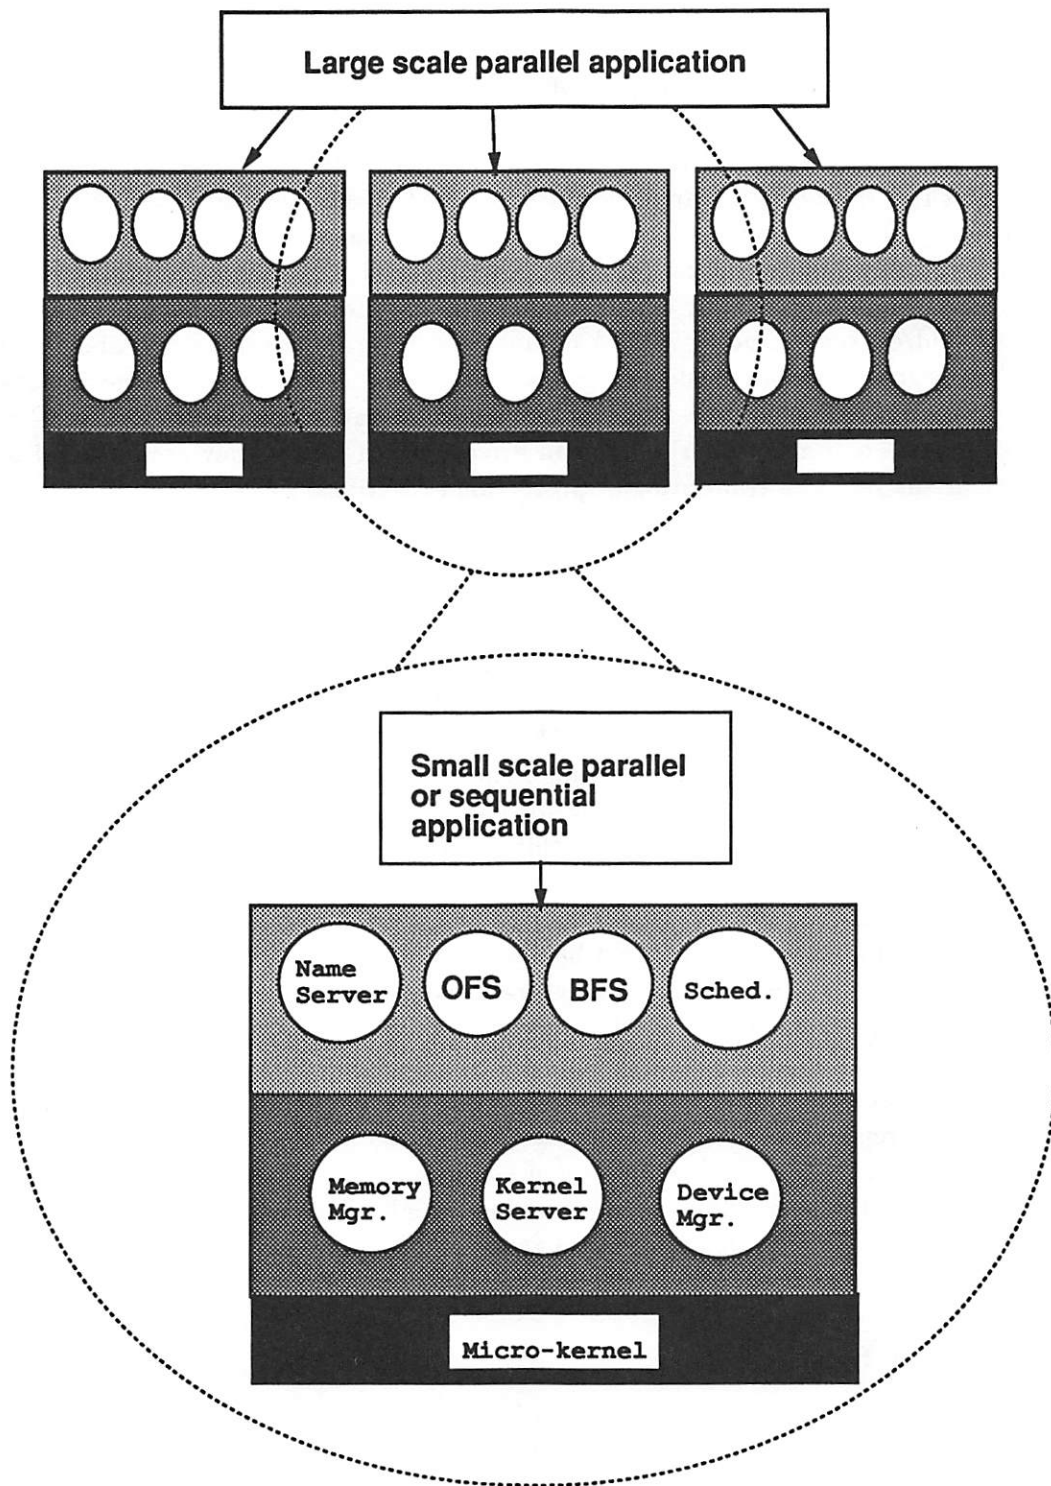 Large scale parallel application
Small scale parallel
or sequential
application
Name
Server
OFS
BFS
Sched.
Memory
Mgr.
Kernel
Server
Device
Mgr.
Micro-kernel